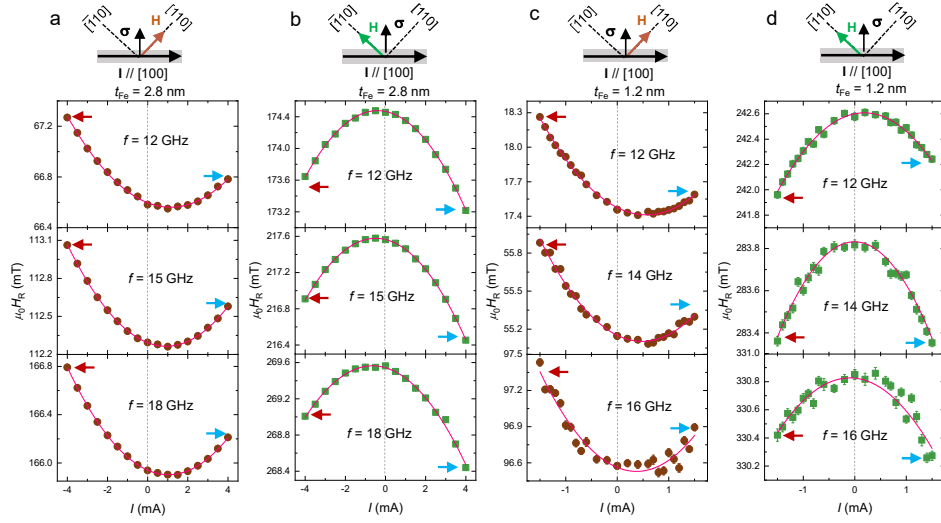 a
[1̄10]
H
[110]
σ
I // [100]
t_Fe = 2.8 nm
67.2
66.8
66.4
f = 12 GHz
113.1
112.8
112.5
112.2
f = 15 GHz
166.8
166.4
166.0
f = 18 GHz
μ₀H_R (mT)
-4
-2
0
2
4
I (mA)
b
[1̄10]
H
[110]
σ
I // [100]
t_Fe = 2.8 nm
174.4
174.0
173.6
173.2
f = 12 GHz
217.6
217.2
216.8
216.4
f = 15 GHz
269.6
269.2
268.8
268.4
f = 18 GHz
μ₀H_R (mT)
-4
-2
0
2
4
I (mA)
c
[1̄10]
H
[110]
σ
I // [100]
t_Fe = 1.2 nm
18.3
18.0
17.7
17.4
f = 12 GHz
55.8
55.5
55.2
f = 14 GHz
97.5
97.2
96.9
96.6
f = 16 GHz
μ₀H_R (mT)
-1
0
1
I (mA)
d
[1̄10]
H
[110]
σ
I // [100]
t_Fe = 1.2 nm
242.6
242.4
242.2
242.0
241.8
f = 12 GHz
283.8
283.6
283.4
f = 14 GHz
331.0
330.8
330.6
330.4
330.2
f = 16 GHz
μ₀H_R (mT)
-1
0
1
I (mA)